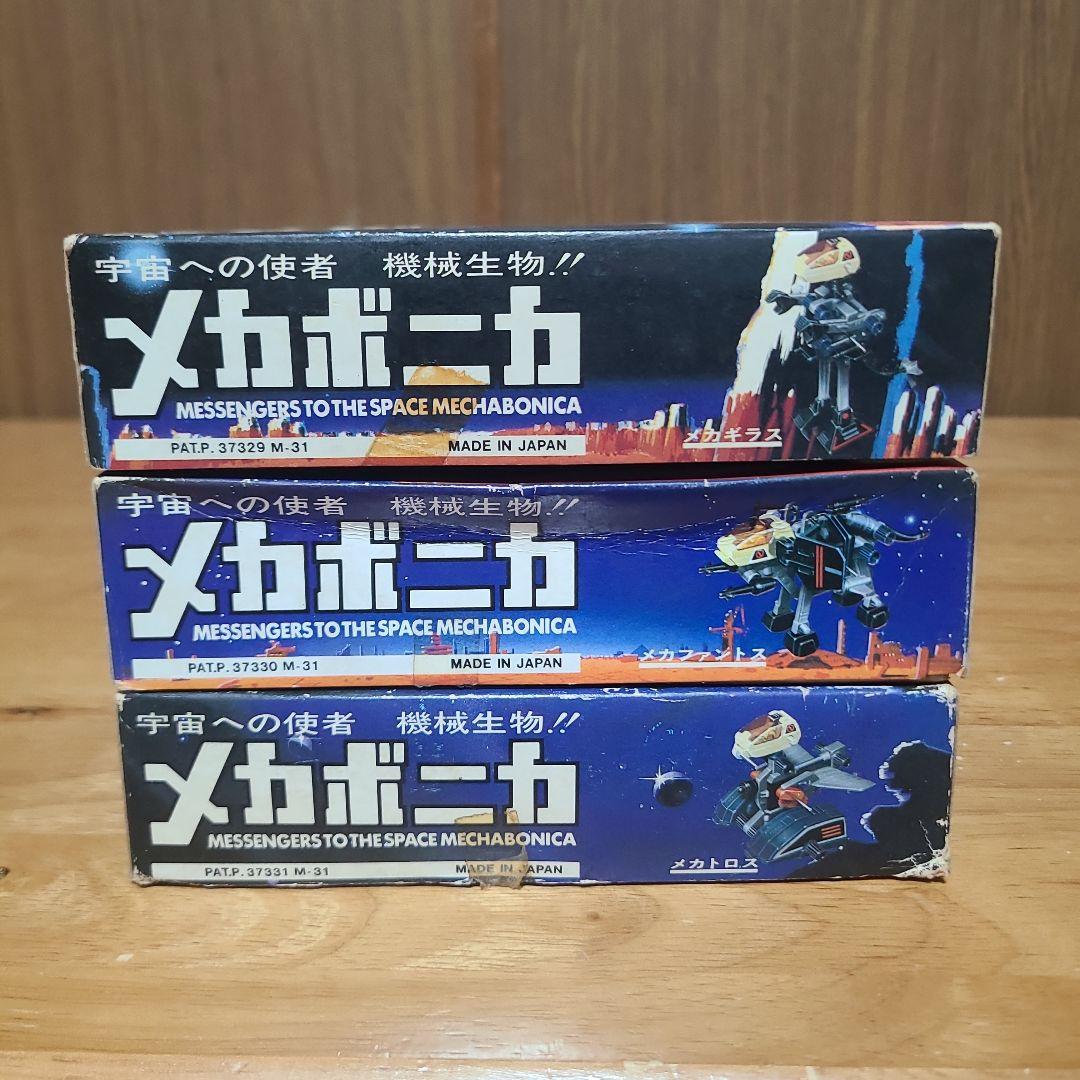 宇宙への使者 機械生物!!
メカボニカ
MESSENGERS TO THE SPACE MECHABONICA
PAT.P. 37329 M-31 MADE IN JAPAN
メカギラス
宇宙への使者 機械生物!!
メカボニカ
MESSENGERS TO THE SPACE MECHABONICA
PAT.P. 37330 M-31 MADE IN JAPAN
メカファントス
宇宙への使者 機械生物!!
メカボニカ
MESSENGERS TO THE SPACE MECHABONICA
PAT.P. 37331 M-31 MADE IN JAPAN
メカトロス